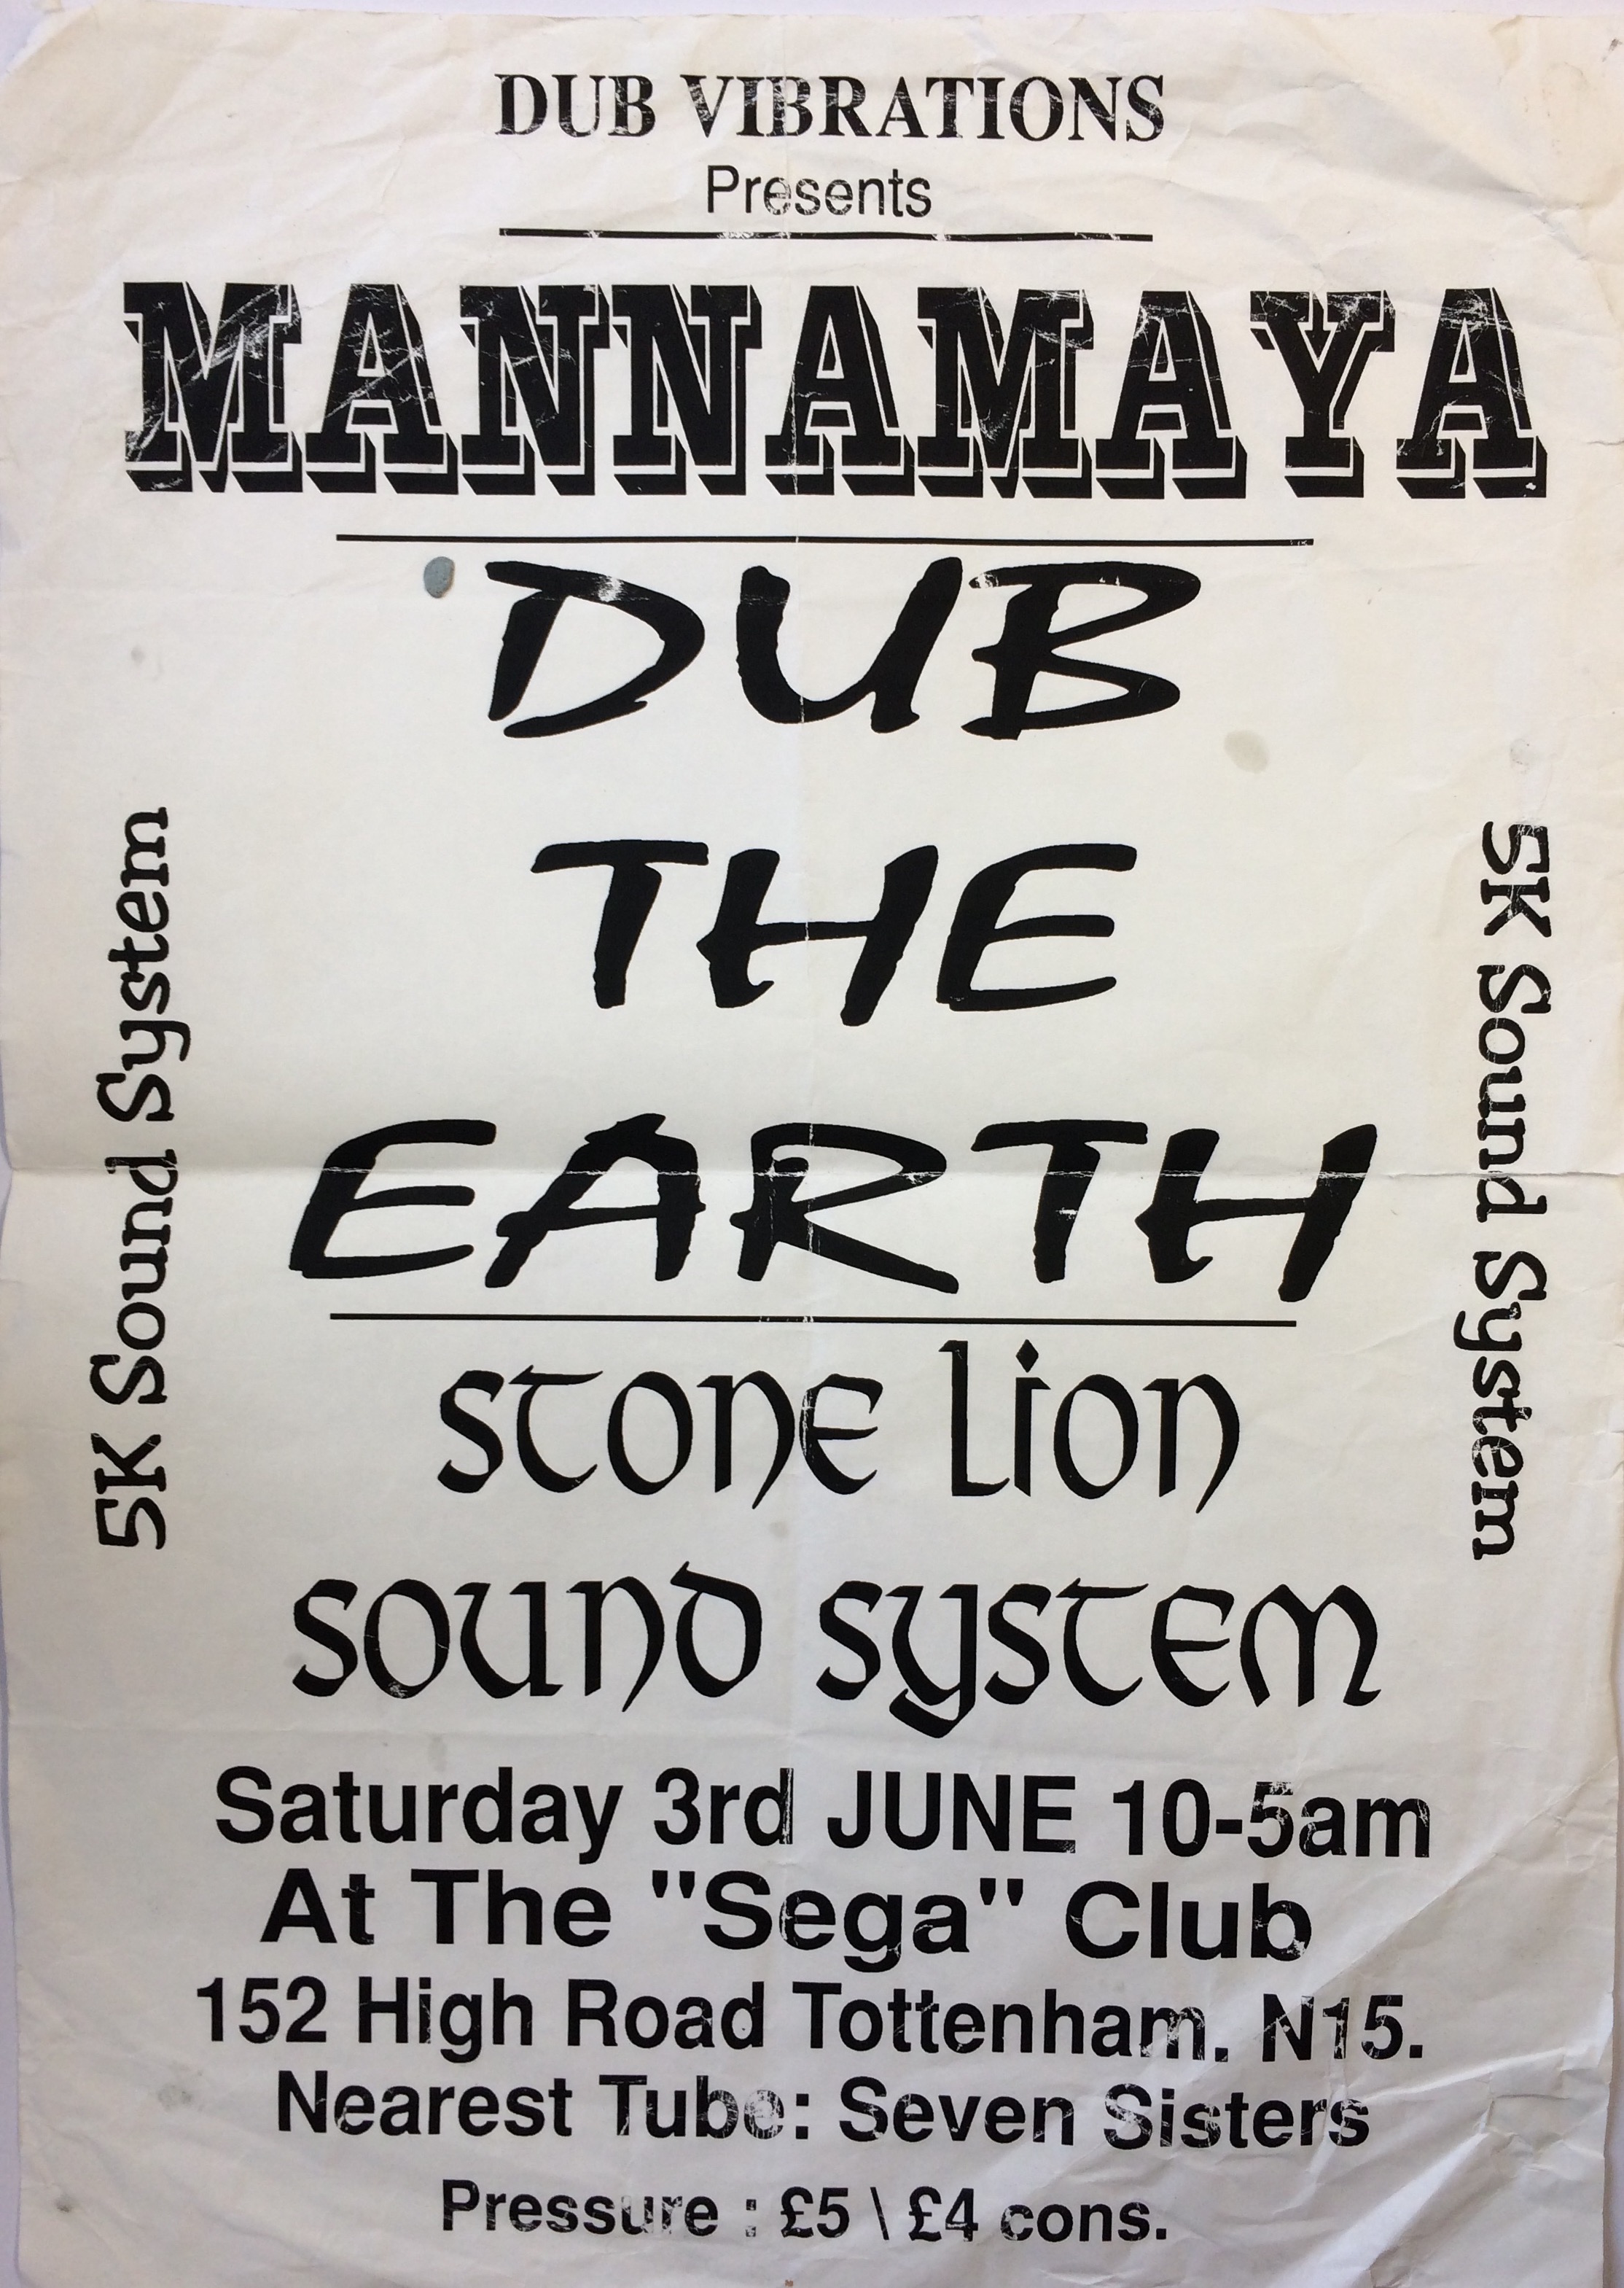 DUB VIBRATIONS
Presents
MANNAMAYA
DUB
THE
EARTH
5K Sound System
5K Sound System
STONE LION
SOUND SYSTEM
Saturday 3rd JUNE 10-5am
At The "Sega" Club
152 High Road Tottenham. N15.
Nearest Tube: Seven Sisters
Pressure : £5 \ £4 cons.